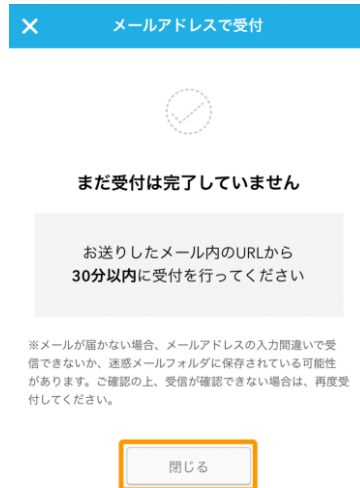 メールアドレスで受付
まだ受付は完了していません
お送りしたメール内のURLから
30分以内に受付を行ってください
※メールが届かない場合、メールアドレスの入力間違いで受
信できないか、迷惑メールフォルダに保存されている可能性
があります。ご確認の上、受信が確認できない場合は、再度受
付してください。
閉じる